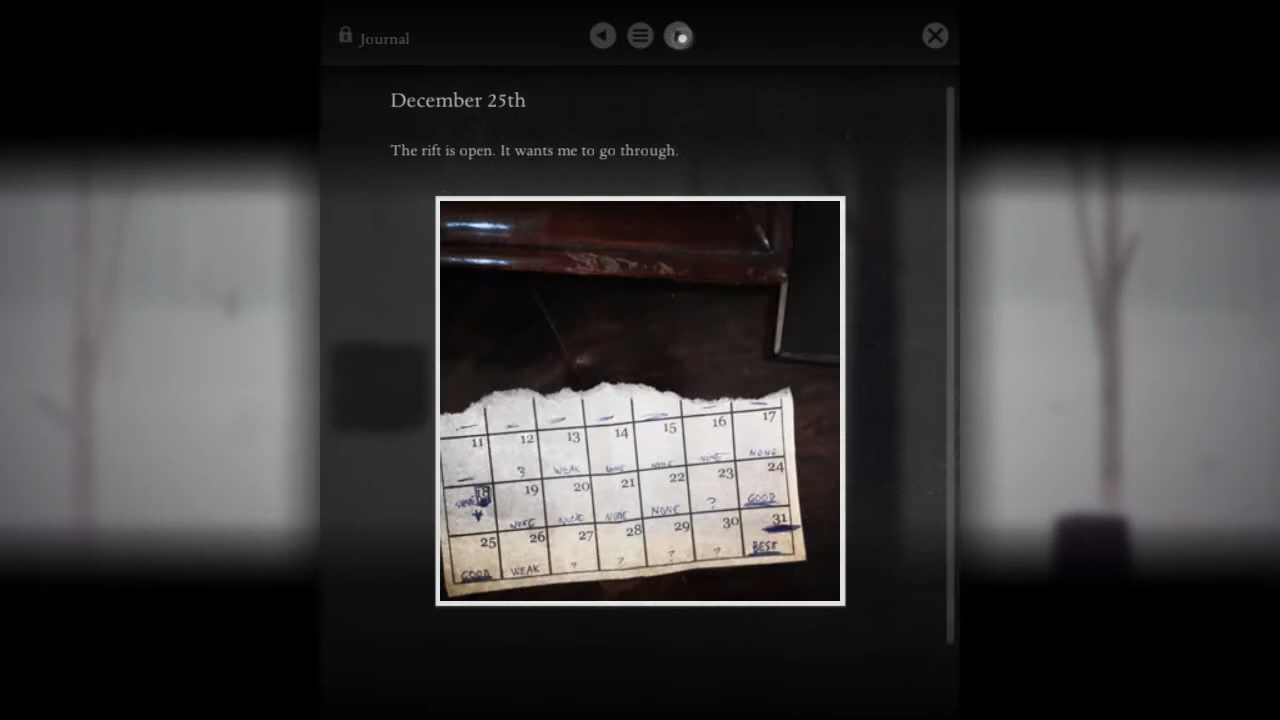 Journal
December 25th
The rift is open. It wants me to go through.
11 12 13 14 15 16 17
3 WEAK NONE NONE NONE NONE
18 19 20 21 22 23 24
NONE NONE NONE NONE ? GOOD
25 26 27 28 29 30 31
GOOD WEAK ? ? ? ? BEST